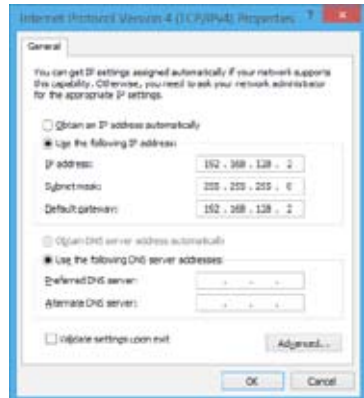 Internet Protocol Version 4 (TCP/IPv4) Properties ?
General
You can get IP settings assigned automatically if your network supports
this capability. Otherwise, you need to ask your network administrator
for the appropriate IP settings.
Obtain an IP address automatically
Use the following IP address:
IP address: 192 . 168 . 128 . 2
Subnet mask: 255 . 255 . 255 . 0
Default gateway: 192 . 168 . 128 .
Obtain DNS server address automatically
Use the following DNS server addresses:
Preferred DNS server: . . .
Alternate DNS server: . . .
Validate settings upon exit
Advanced...
OK Cancel